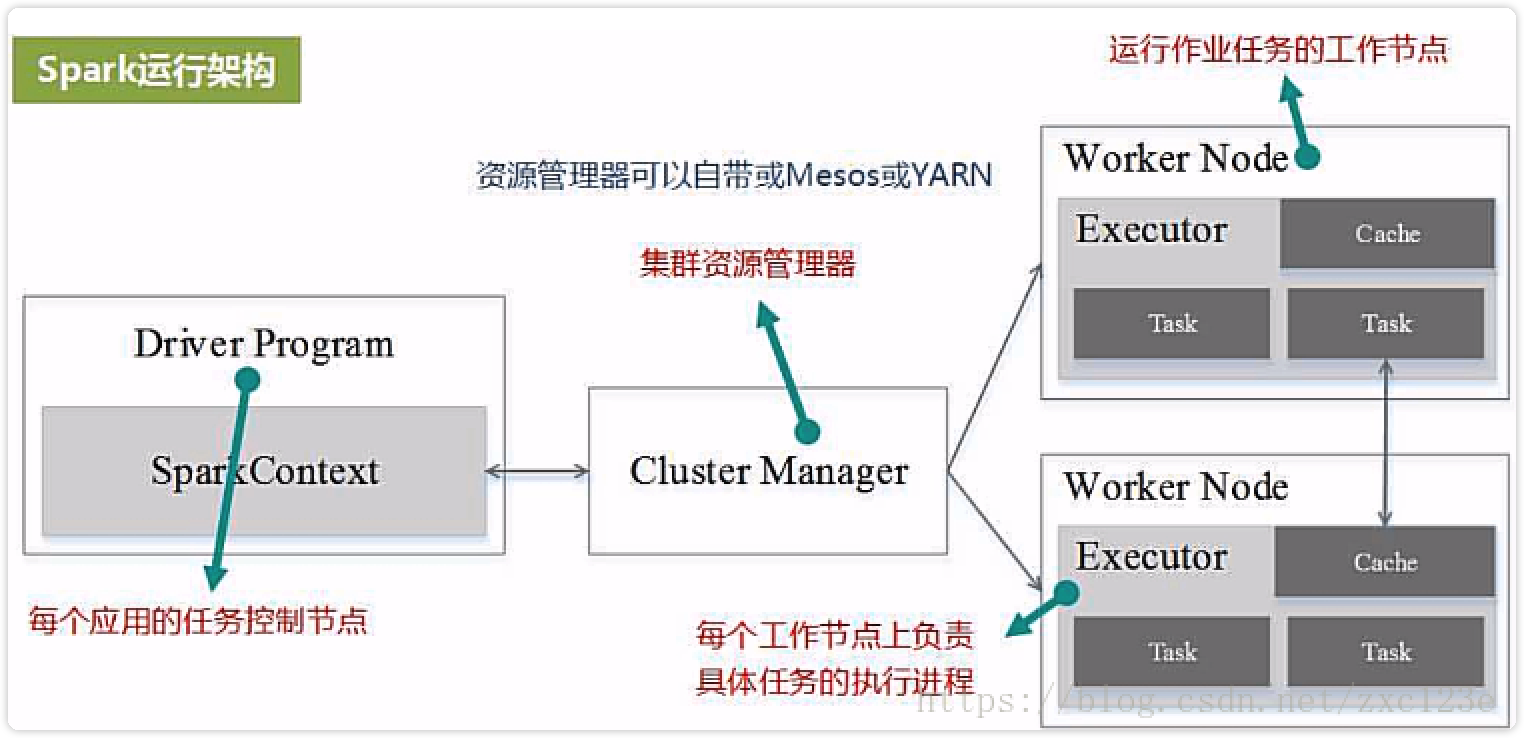 Spark运行架构
运行作业任务的工作节点
资源管理器可以自带或Mesos或YARN
集群资源管理器
Driver Program
SparkContext
每个应用的任务控制节点
Cluster Manager
Worker Node
Executor
Cache
Task
Task
Worker Node
Executor
Cache
Task
Task
每个工作节点上负责
具体任务的执行进程
https://blog.csdn.net/zxc123e